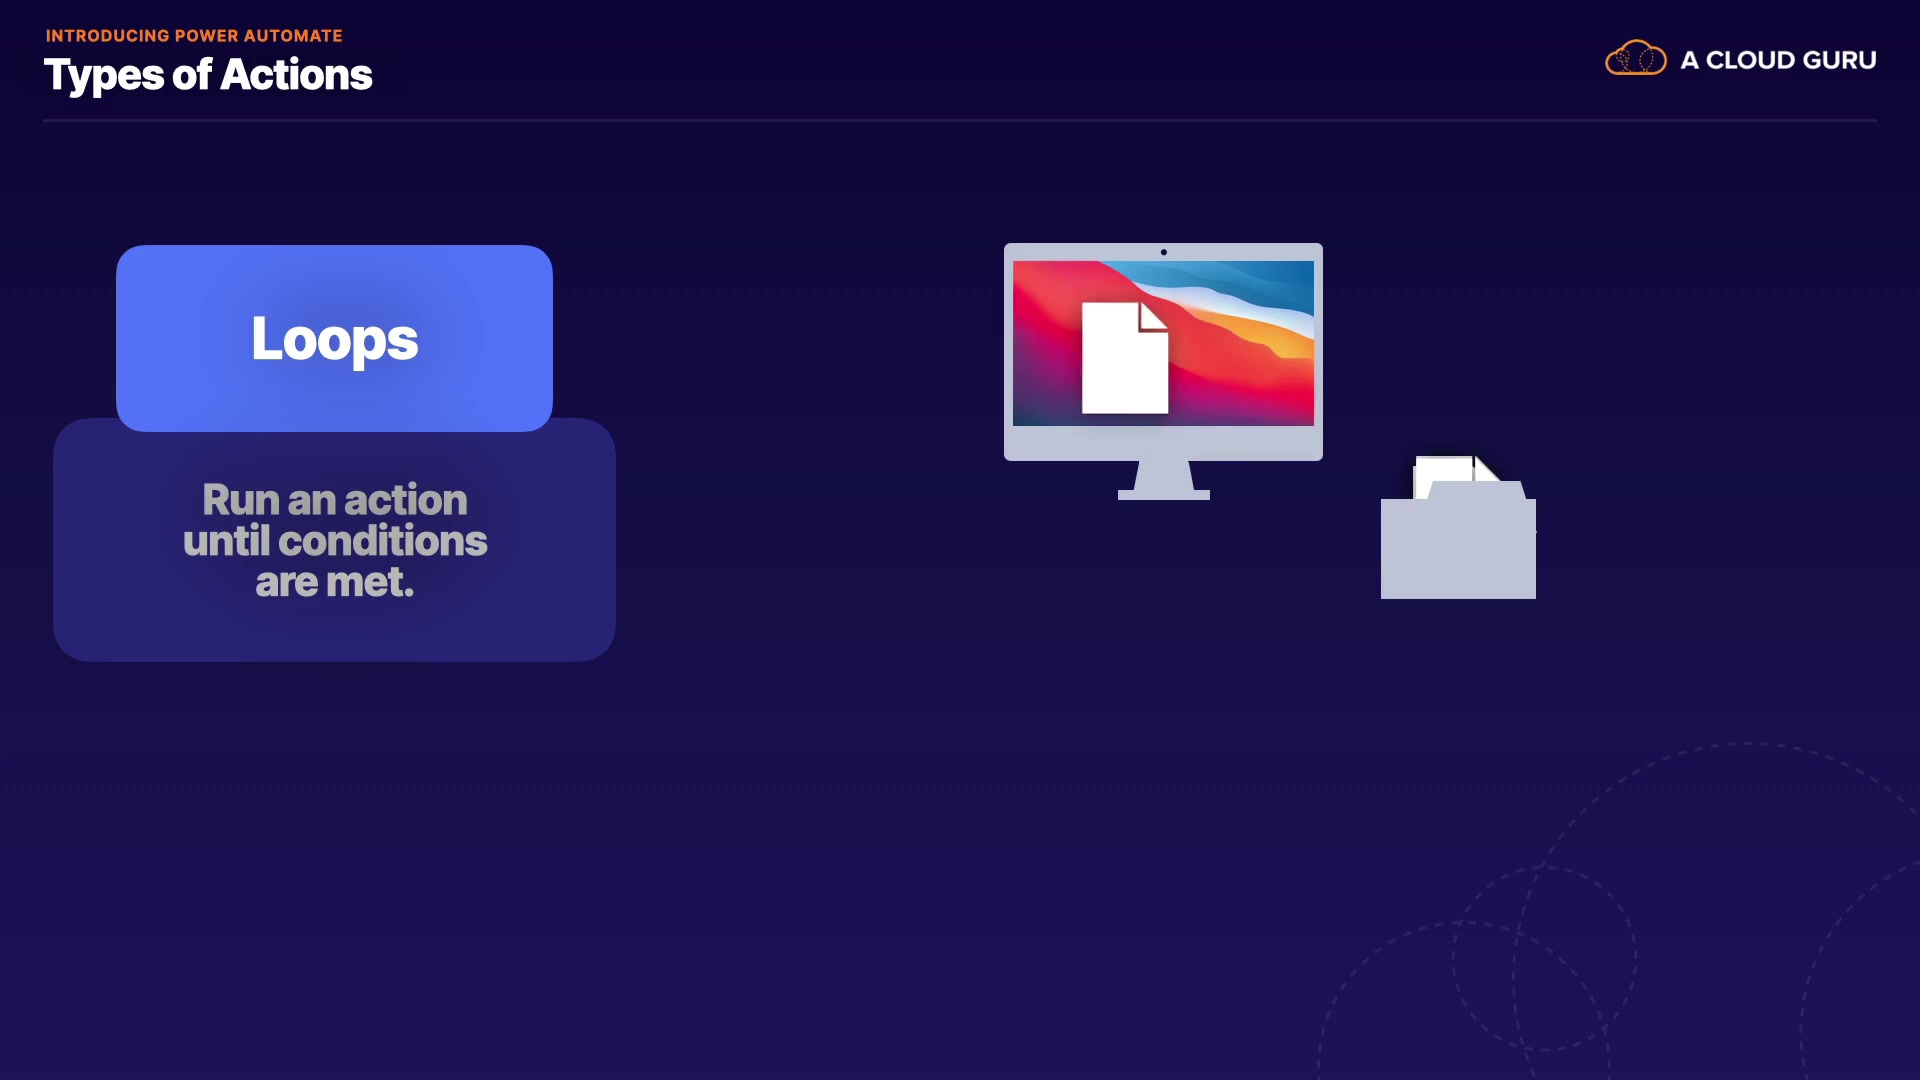 INTRODUCING POWER AUTOMATE
Types of Actions
A CLOUD GURU
Loops
Run an action
until conditions
are met.